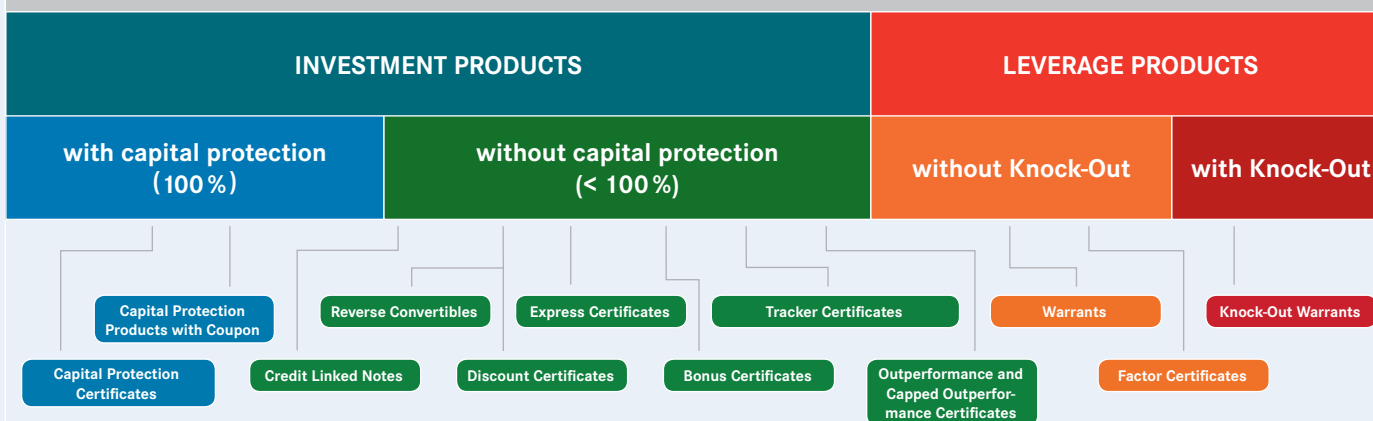 INVESTMENT PRODUCTS
LEVERAGE PRODUCTS
with capital protection
(100 %)
without capital protection
(< 100 %)
without Knock-Out
with Knock-Out
Capital Protection
Products with Coupon
Reverse Convertibles
Express Certificates
Tracker Certificates
Warrants
Knock-Out Warrants
Capital Protection
Certificates
Credit Linked Notes
Discount Certificates
Bonus Certificates
Outperformance and
Capped Outperfor-
mance Certificates
Factor Certificates